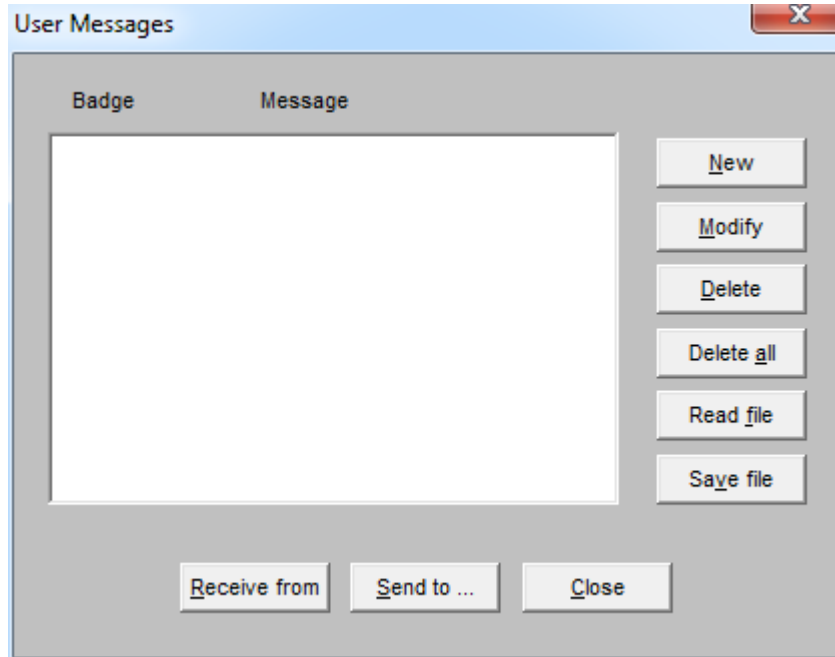 User Messages
Badge Message
New
Modify
Delete
Delete all
Read file
Save file
Receive from Send to ... Close